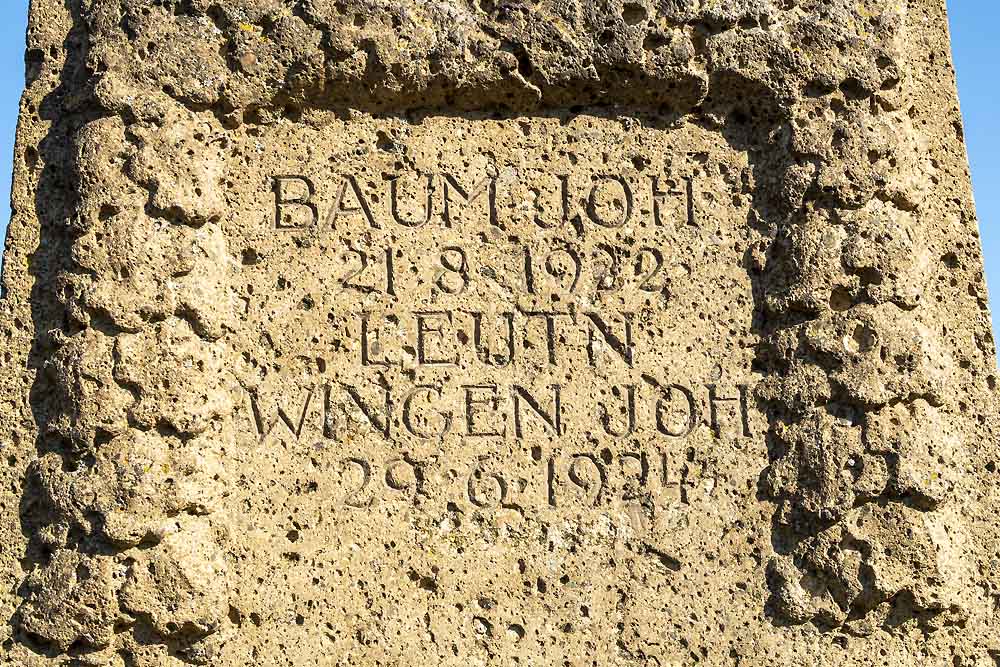 BAUM JOH
21 8 1922
LEUTN
WINGEN JOH
29 6 1924